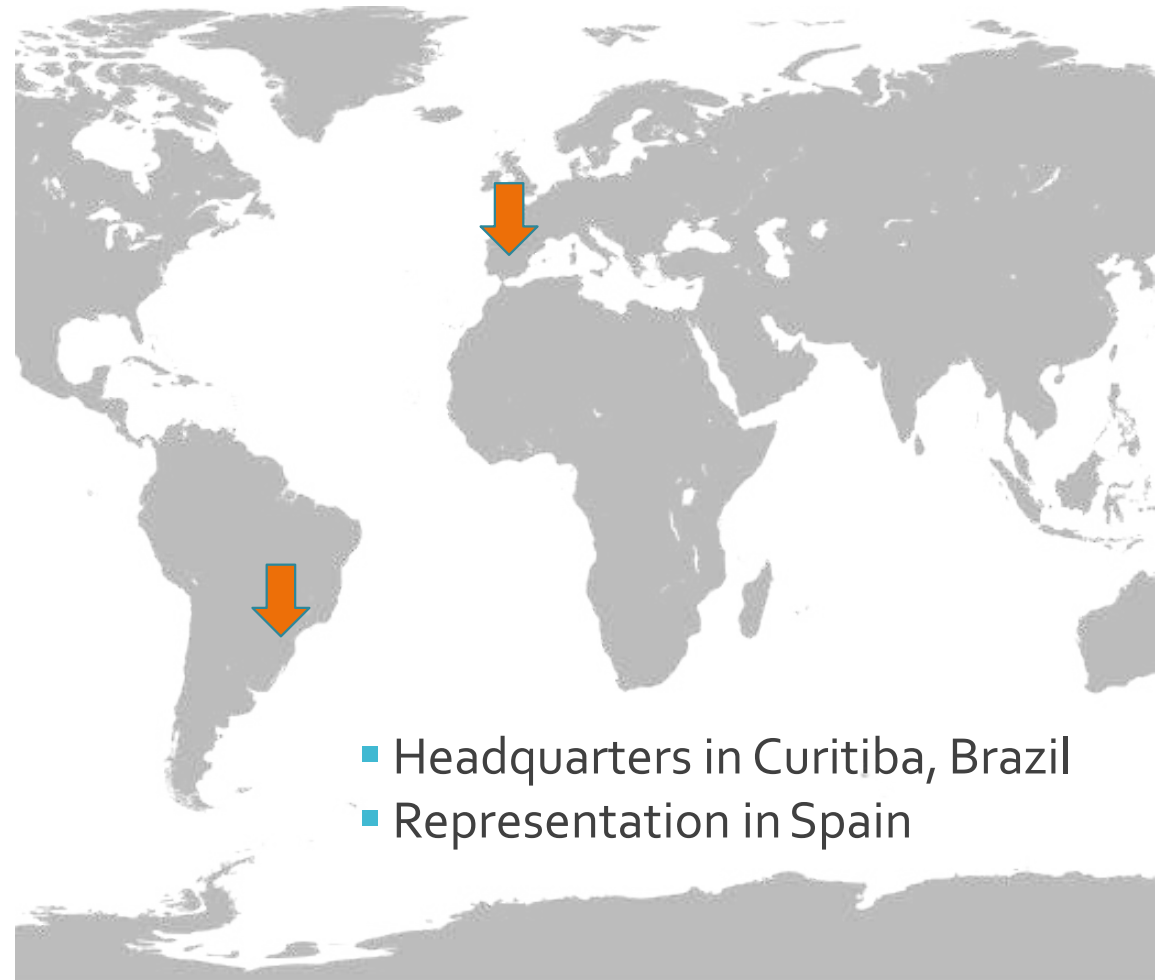 ▪ Headquarters in Curitiba, Brazil
▪ Representation in Spain